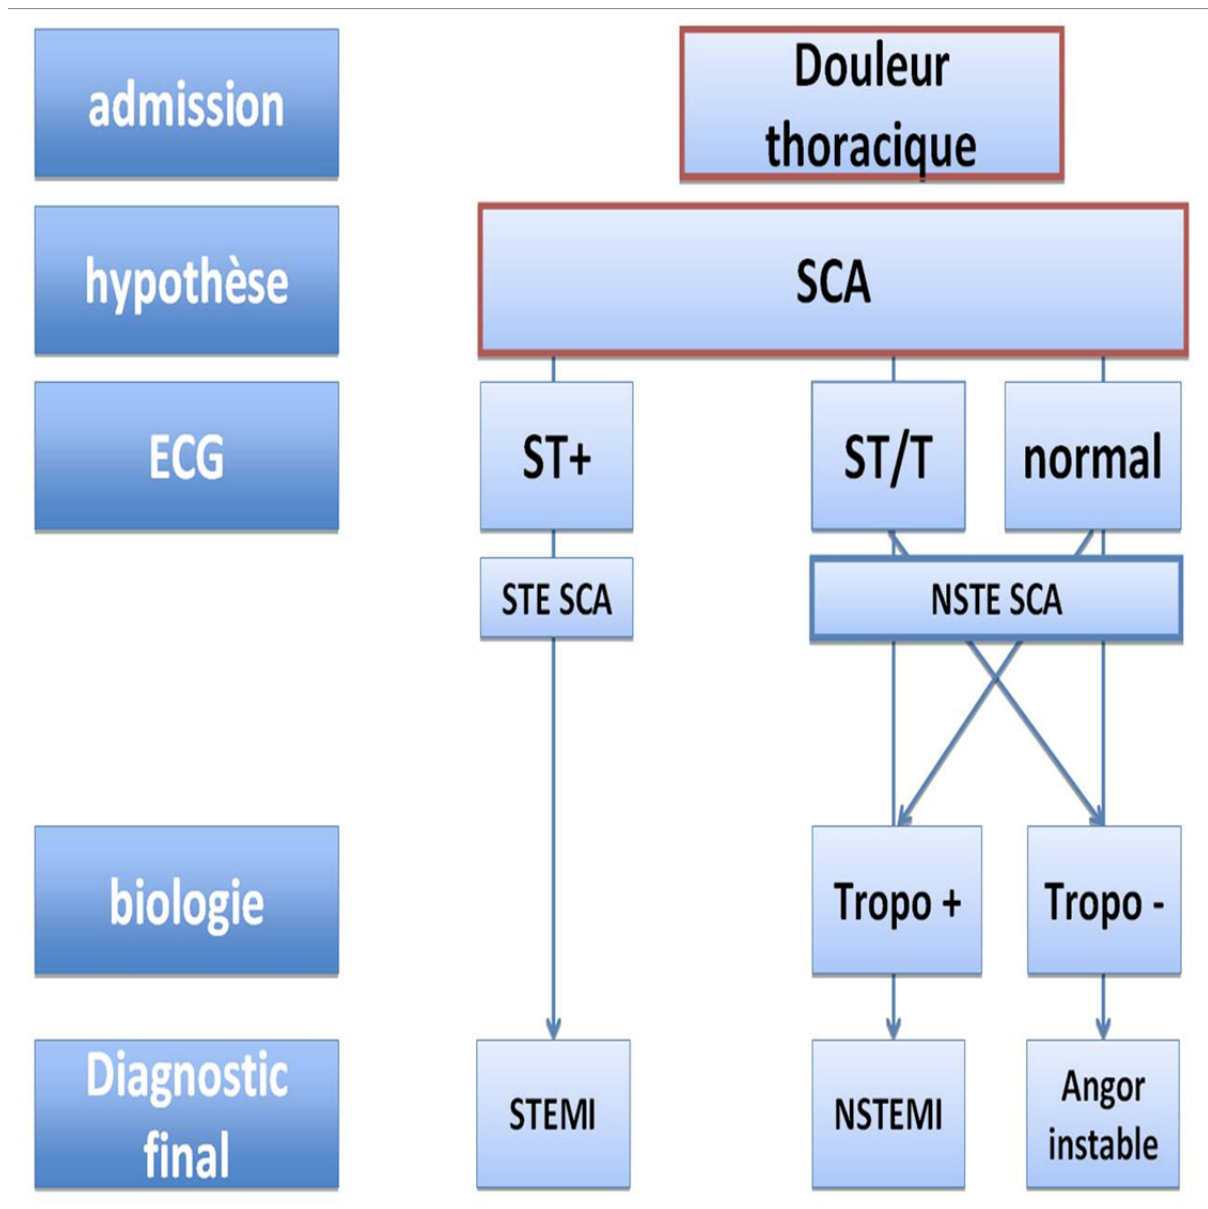 admission
Douleur
thoracique
hypothèse
SCA
ECG
ST+
ST/T
normal
STE SCA
NSTE SCA
biologie
Tropo +
Tropo -
Diagnostic
final
STEMI
NSTEMI
Angor
instable